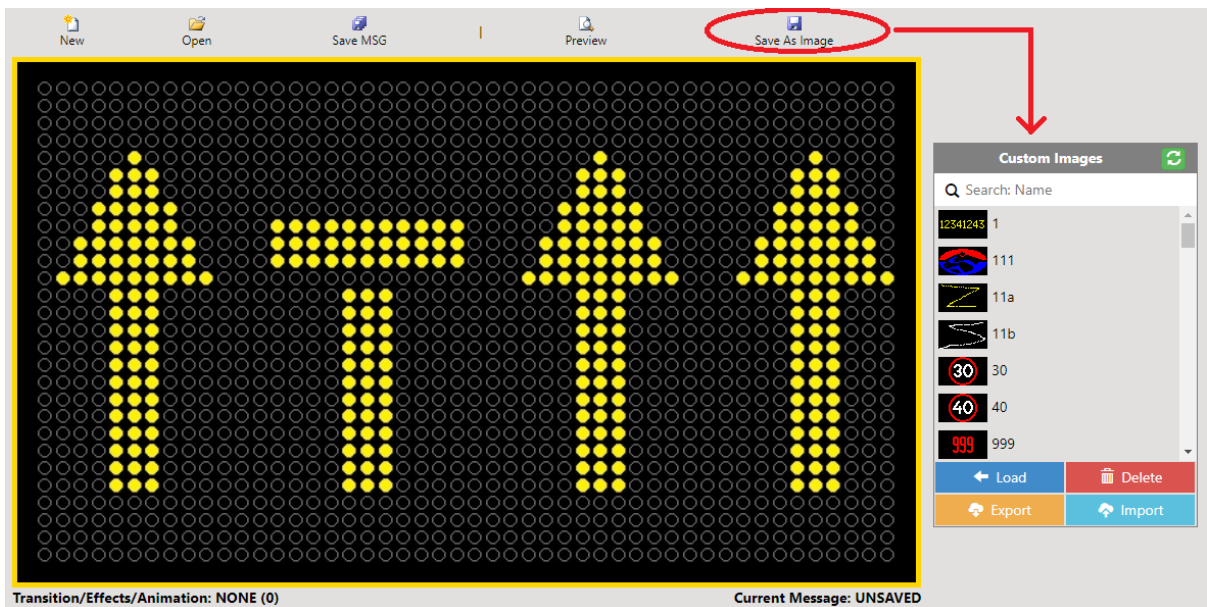 New
Open
Save MSG
Preview
Save As Image
Custom Images
Search: Name
12341243 1
111
11a
11b
30 30
40 40
999 999
Load
Delete
Export
Import
Transition/Effects/Animation: NONE (0)
Current Message: UNSAVED